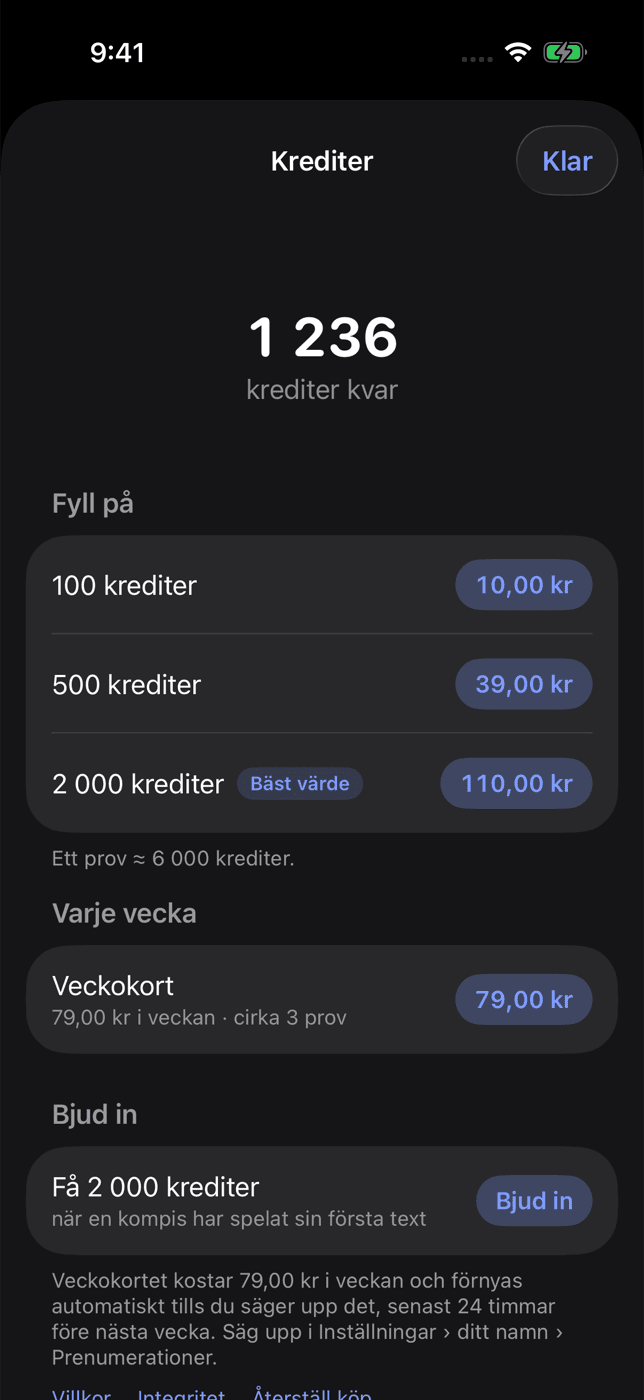 9:41
Krediter
Klar
1 236
krediter kvar
Fyll på
100 krediter
10,00 kr
500 krediter
39,00 kr
2 000 krediter
Bäst värde
110,00 kr
Ett prov ≈ 6 000 krediter.
Varje vecka
Veckokort
79,00 kr i veckan · cirka 3 prov
79,00 kr
Bjud in
Få 2 000 krediter
när en kompis har spelat sin första text
Bjud in
Veckokortet kostar 79,00 kr i veckan och förnyas
automatiskt tills du säger upp det, senast 24 timmar
före nästa vecka. Säg upp i Inställningar › ditt namn ›
Prenumerationer.
Villkor Integritet Återställ köp